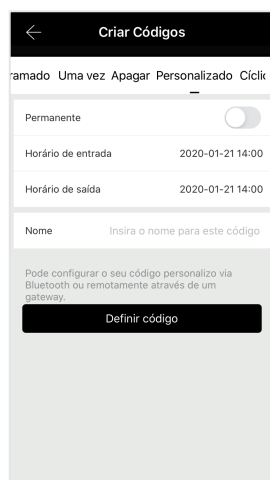 Criar Códigos
ramado Uma vez Apagar Personalizado Cíclic
Permanente
Horário de entrada 2020-01-21 14:00
Horário de saída 2020-01-21 14:00
Nome Insira o nome para este código
Pode configurar o seu código personalizo via
Bluetooth ou remotamente através de um
gateway.
Definir código